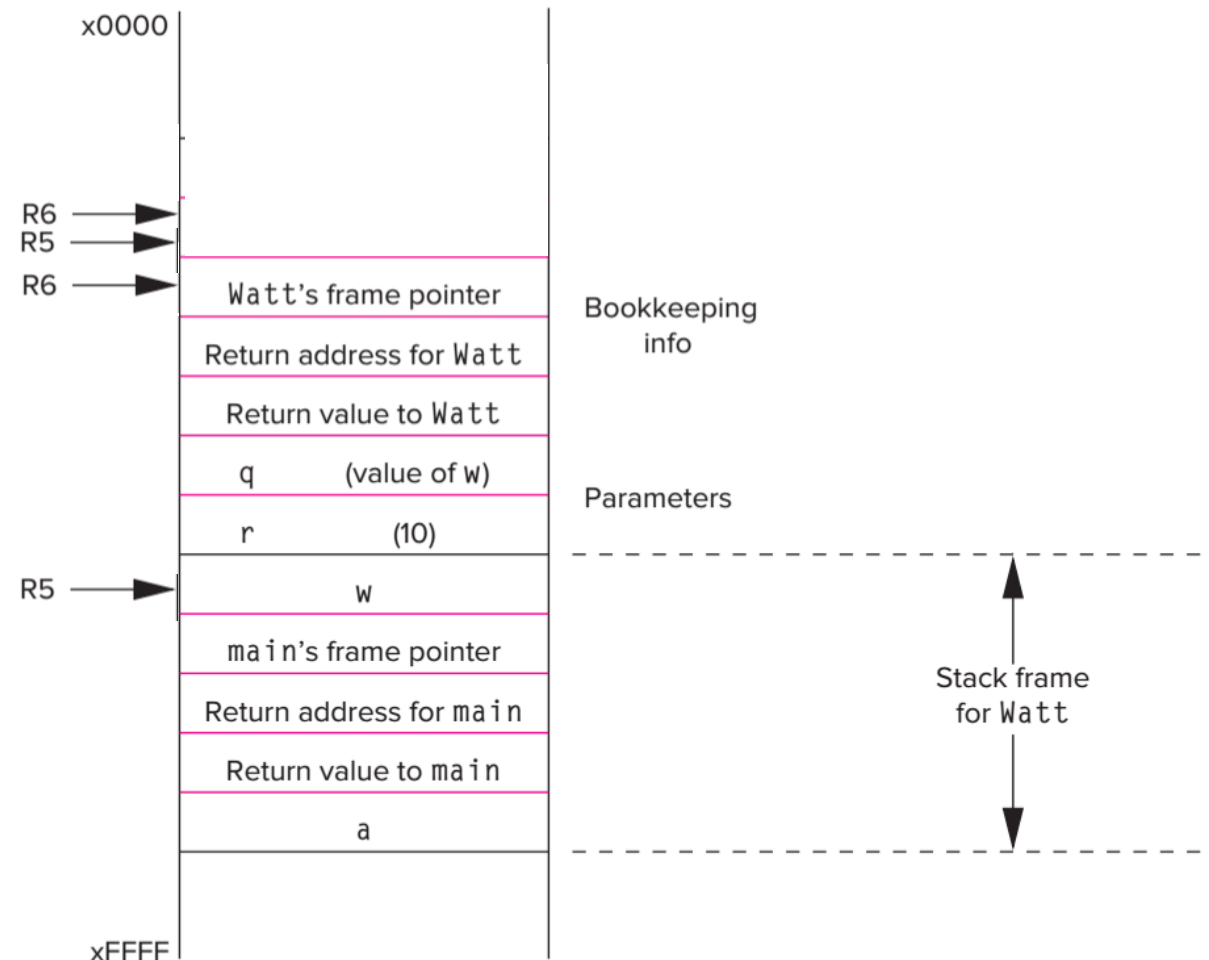 x0000
R6
R5
R6
Watt's frame pointer
Bookkeeping
info
Return address for Watt
Return value to Watt
q (value of w)
Parameters
r (10)
R5
w
main's frame pointer
Stack frame
for Watt
Return address for main
Return value to main
a
xFFFF